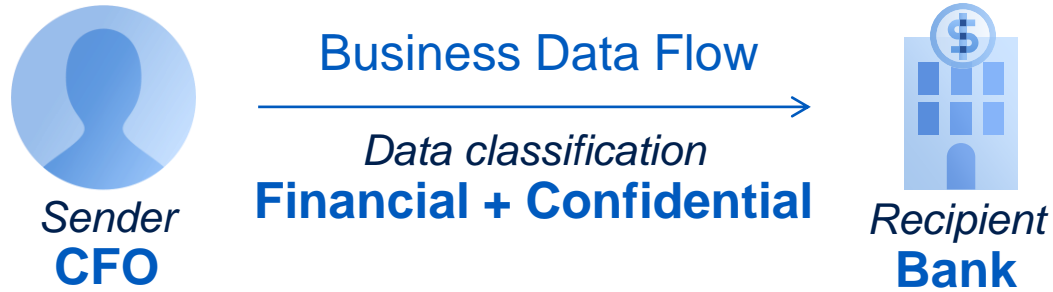 Business Data Flow
$
Data classification
Financial + Confidential
Sender
CFO
Recipient
Bank